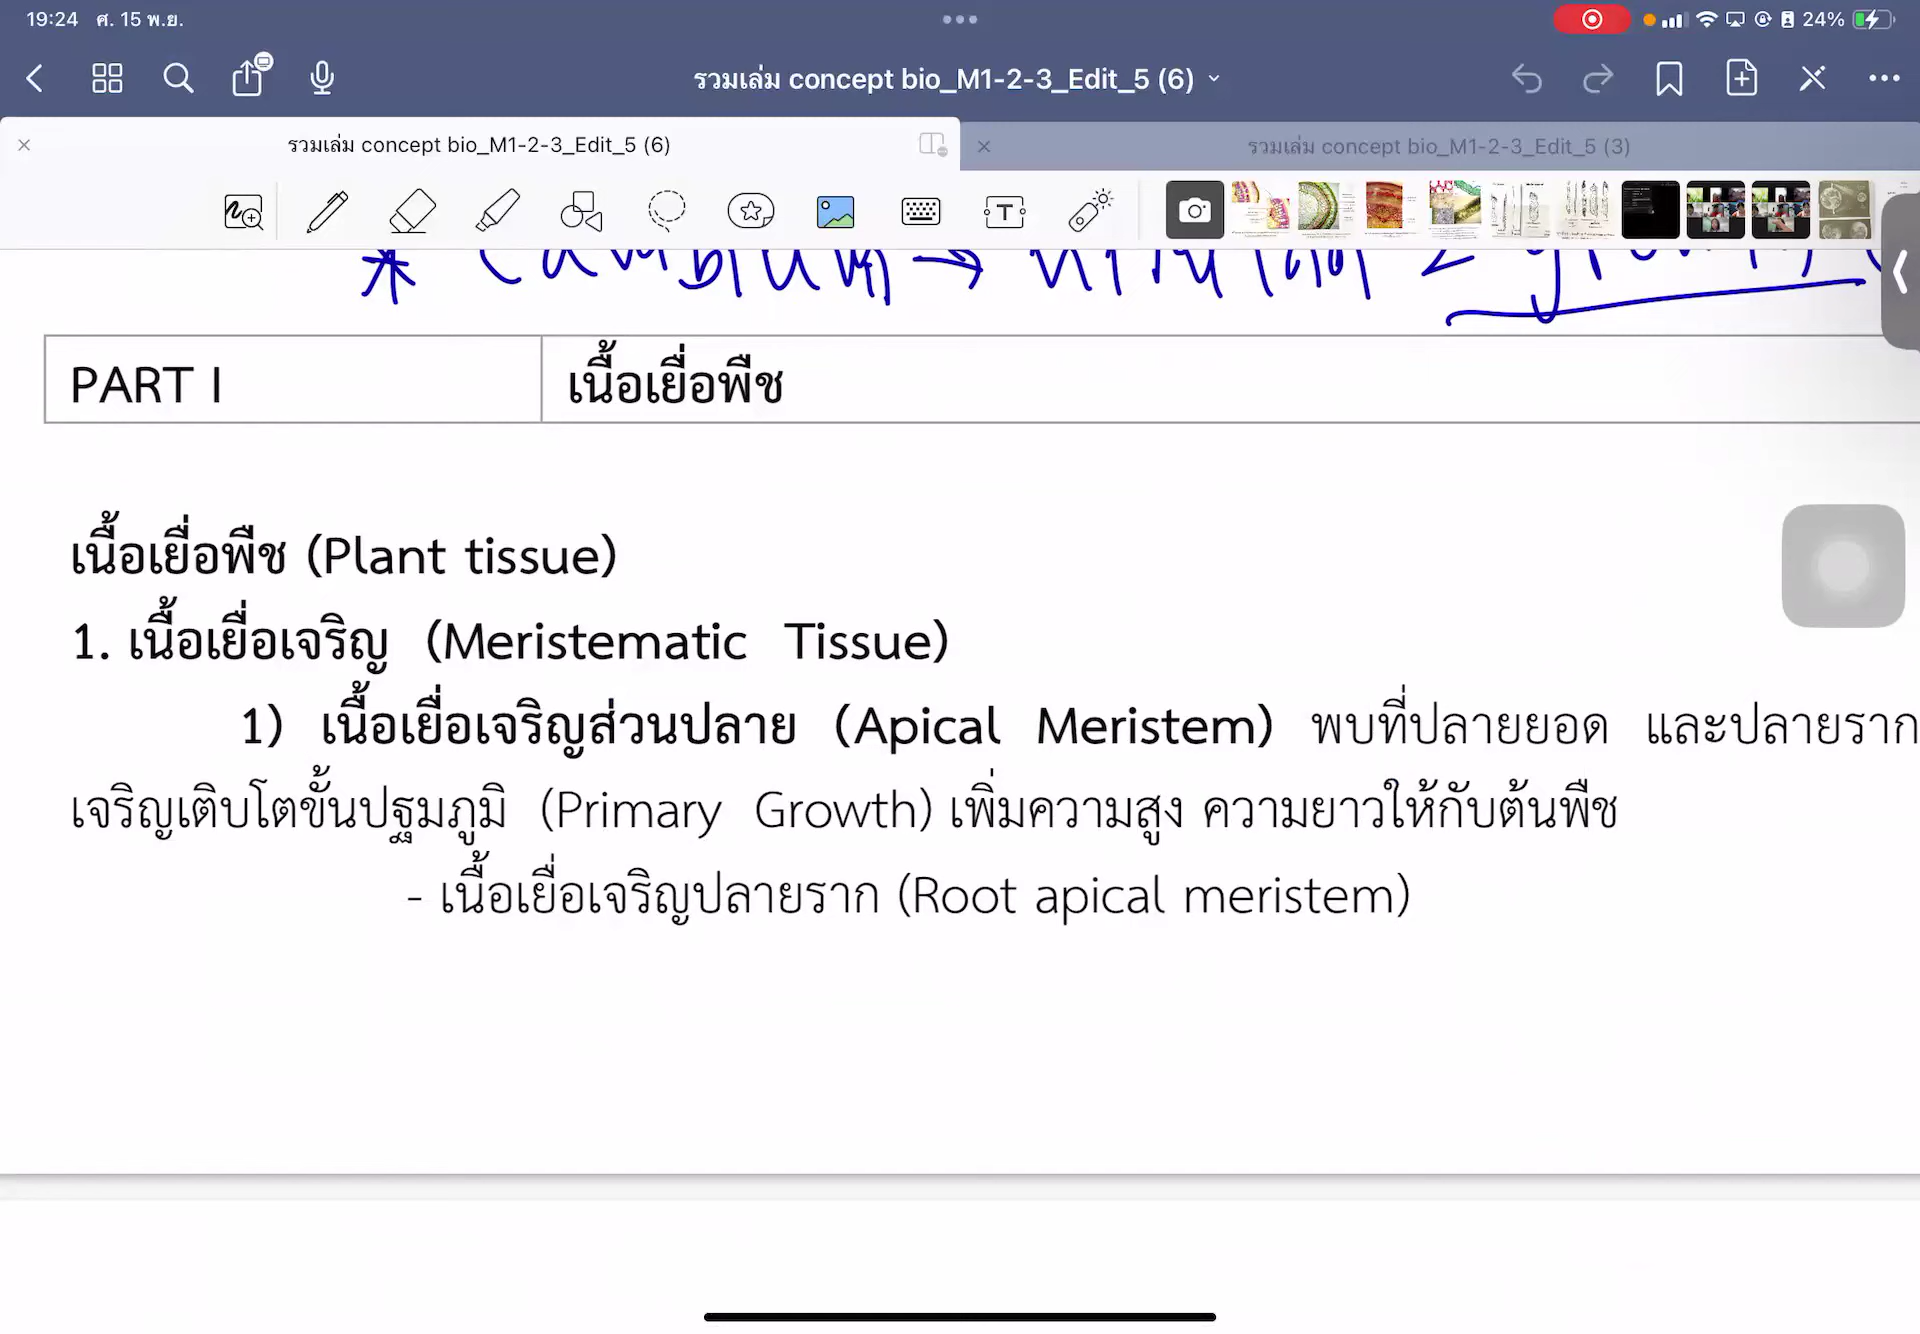 19:24 ศ. 15 พ.ย.
24%
รวมเล่ม concept bio_M1-2-3_Edit_5 (6)
รวมเล่ม concept bio_M1-2-3_Edit_5 (6)
รวมเล่ม concept bio_M1-2-3_Edit_5 (3)
PART I
เนื้อเยื่อพืช
เนื้อเยื่อพืช (Plant tissue)
1. เนื้อเยื่อเจริญ (Meristematic Tissue)
1) เนื้อเยื่อเจริญส่วนปลาย (Apical Meristem) พบที่ปลายยอด และปลายราก
เจริญเติบโตขั้นปฐมภูมิ (Primary Growth) เพิ่มความสูง ความยาวให้กับต้นพืช
- เนื้อเยื่อเจริญปลายราก (Root apical meristem)